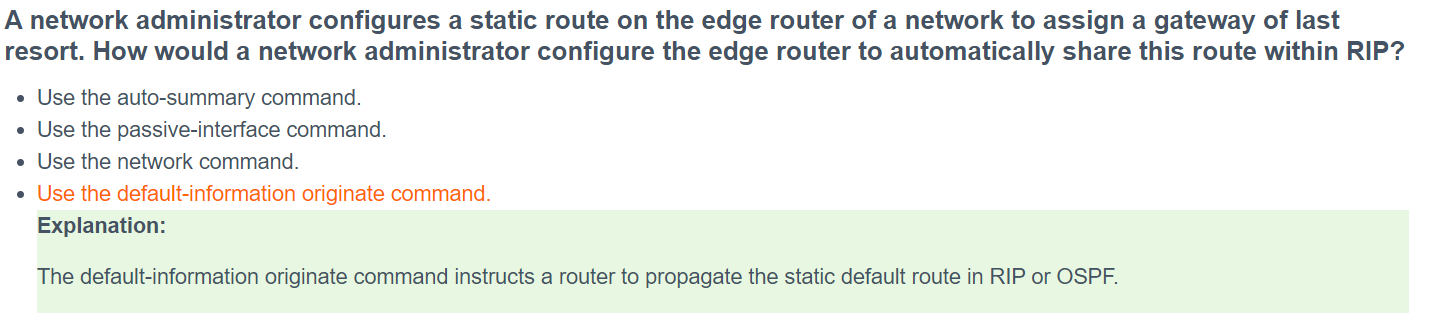 A network administrator configures a static route on the edge router of a network to assign a gateway of last
resort. How would a network administrator configure the edge router to automatically share this route within RIP?
• Use the auto-summary command.
• Use the passive-interface command.
• Use the network command.
• Use the default-information originate command.
Explanation:
The default-information originate command instructs a router to propagate the static default route in RIP or OSPF.